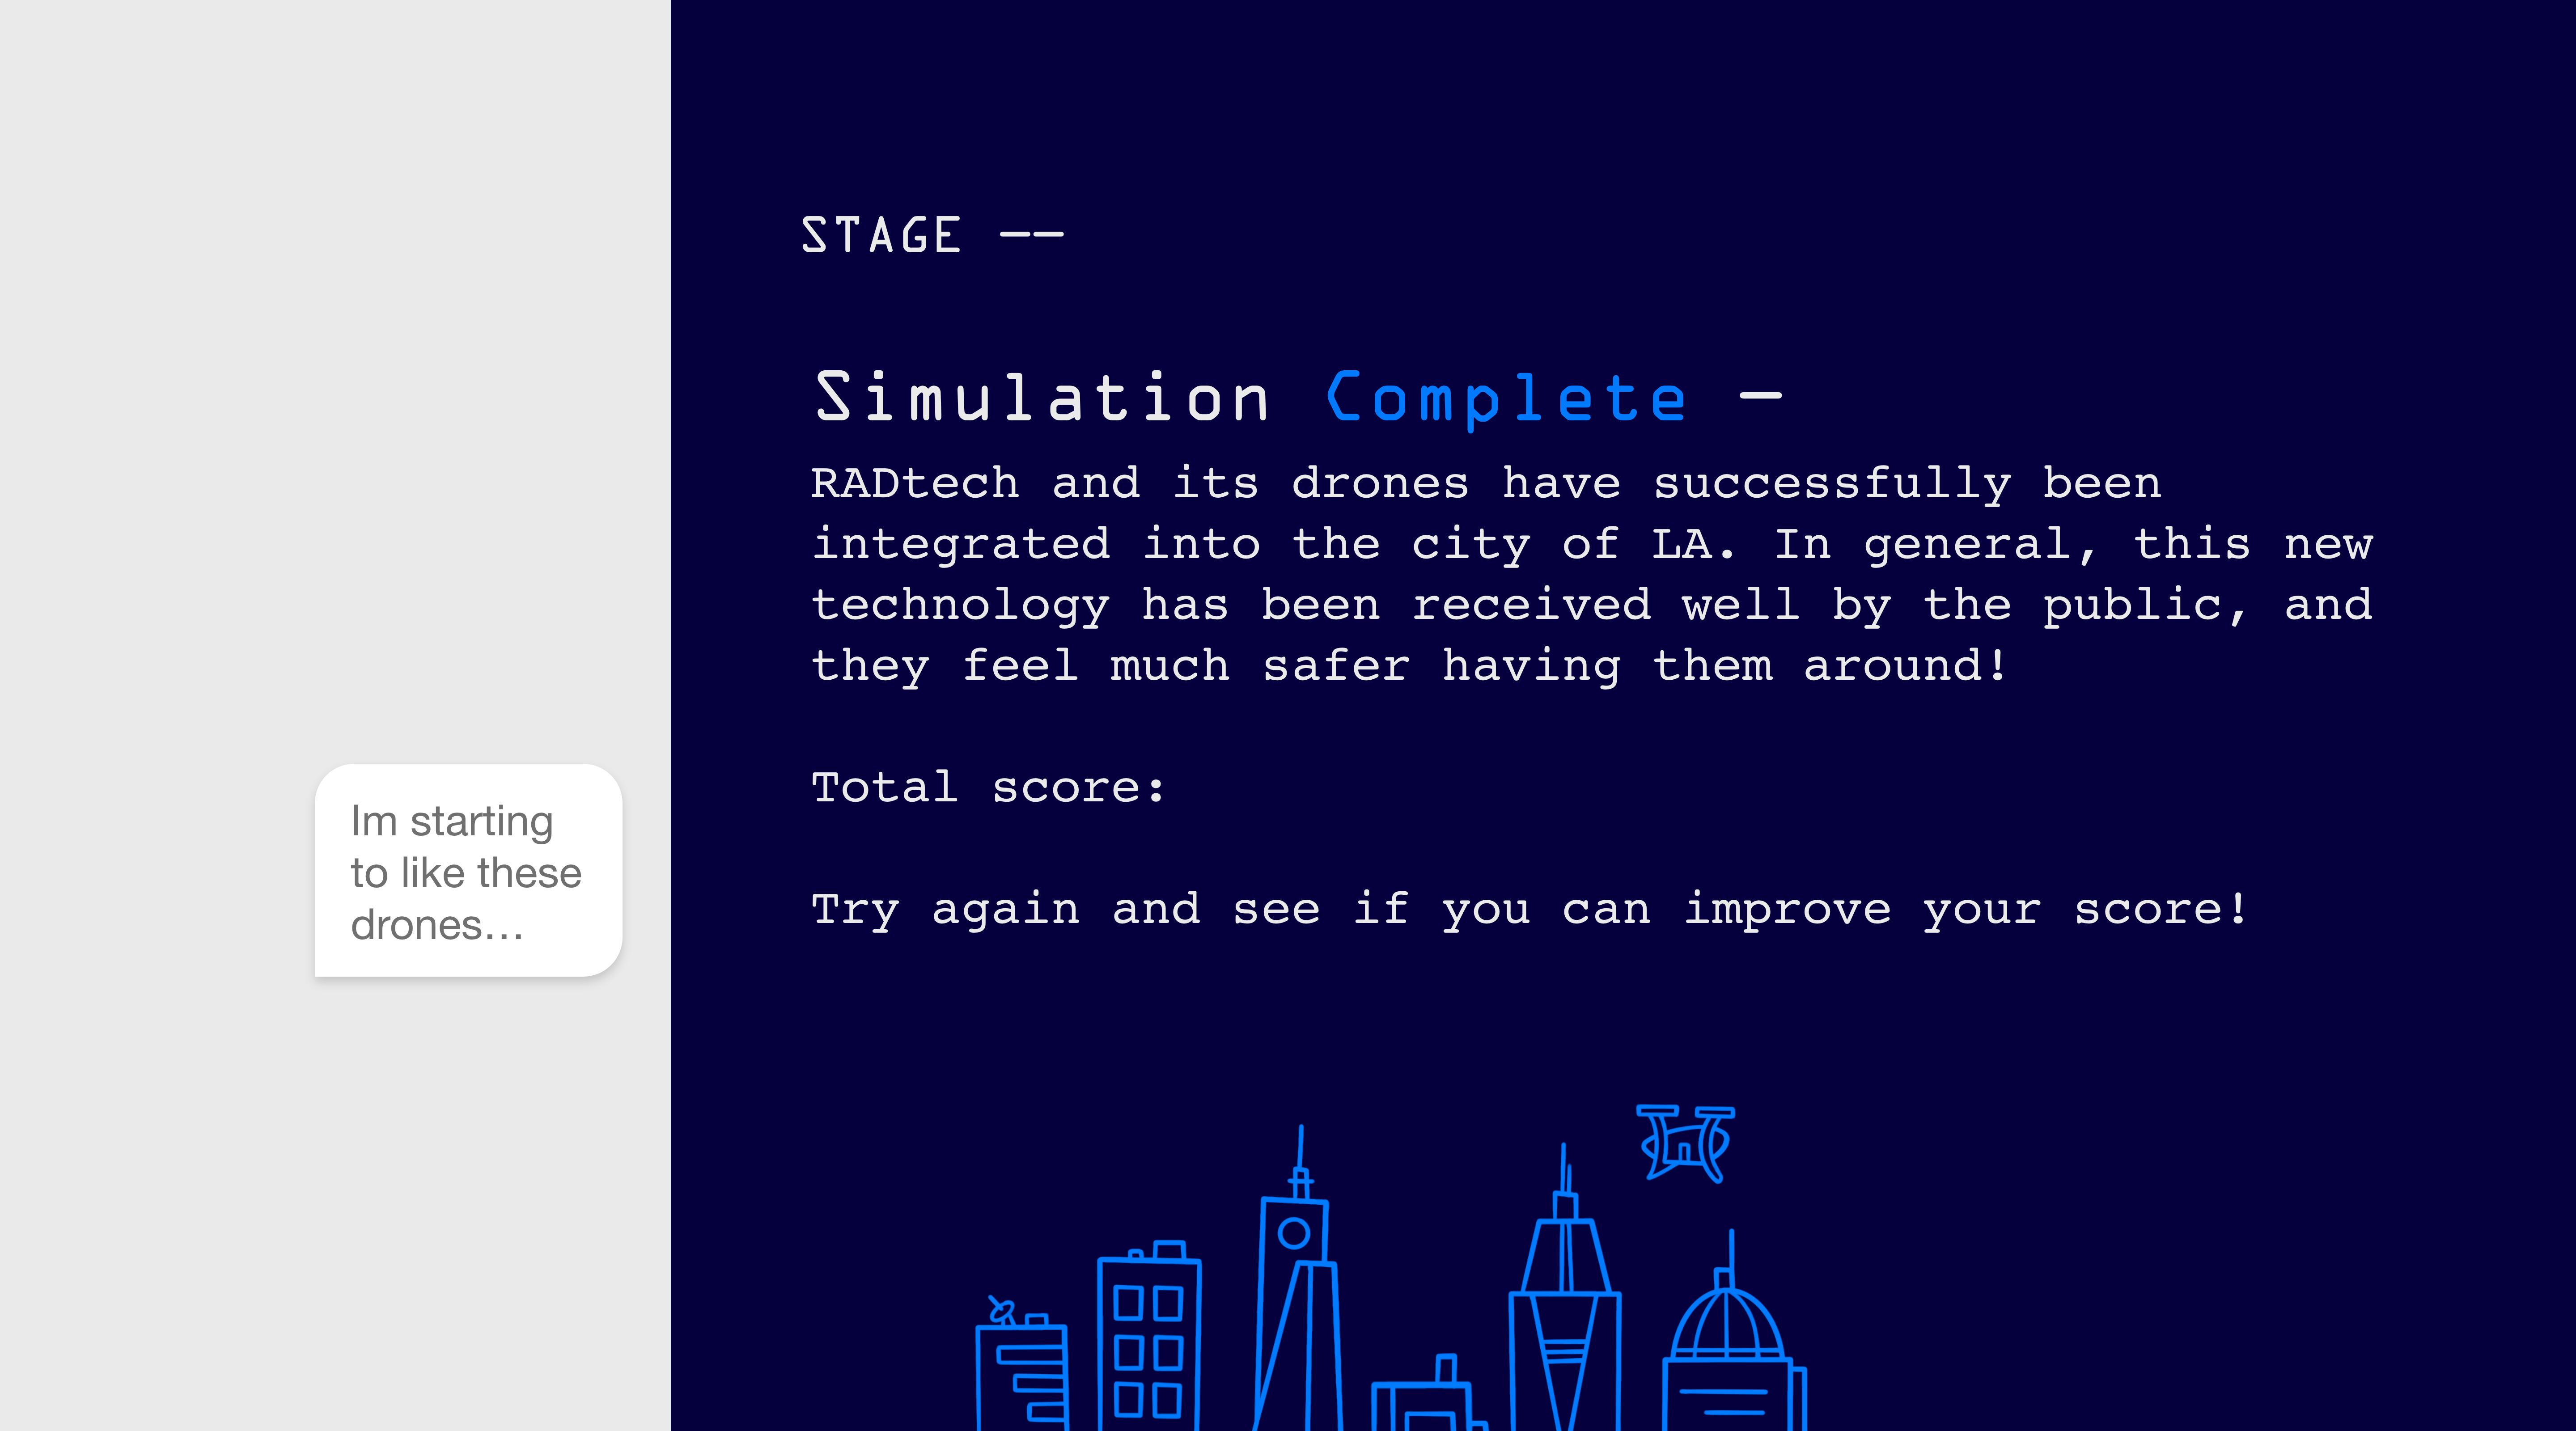 STAGE ——
Simulation Complete —
RADtech and its drones have successfully been
integrated into the city of LA. In general, this new
technology has been received well by the public, and
they feel much safer having them around!
Total score:
Try again and see if you can improve your score!
Im starting
to like these
drones...